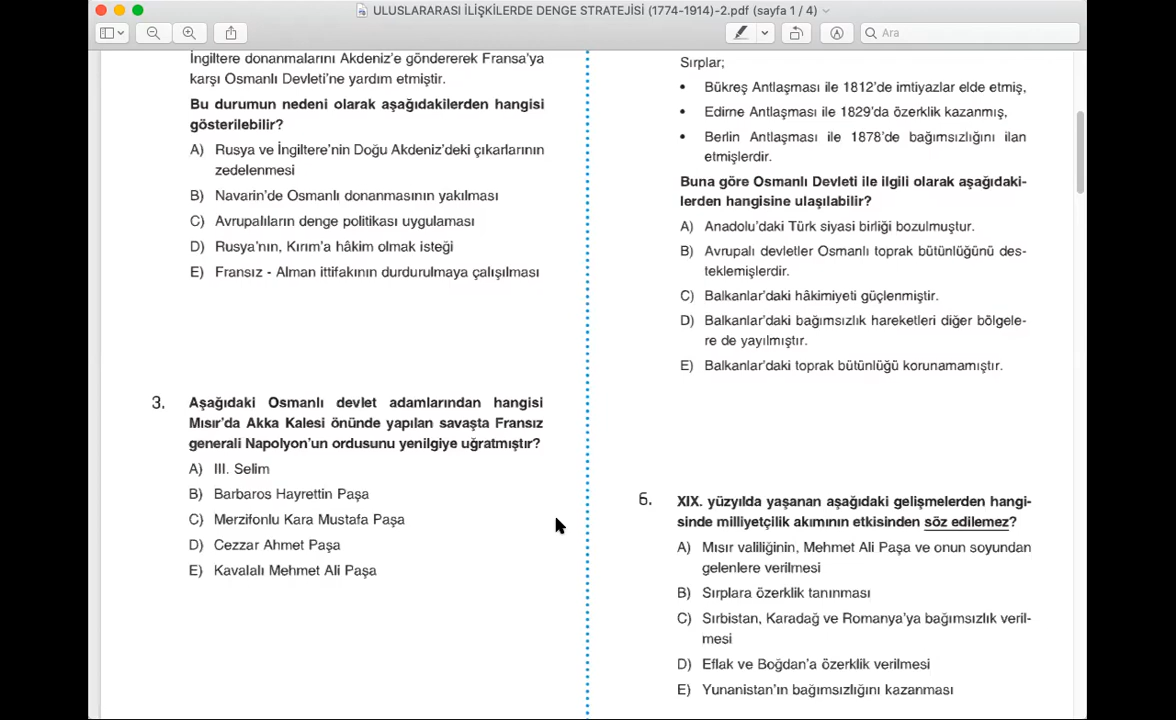 ULUSLARARASI İLİŞKİLERDE DENGE STRATEJİSİ (1774-1914)-2.pdf (sayfa 1 / 4)
Ara
İngiltere donanmalarını Akdeniz'e göndererek Fransa'ya
karşı Osmanlı Devleti'ne yardım etmiştir.
Bu durumun nedeni olarak aşağıdakilerden hangisi
gösterilebilir?
A) Rusya ve İngiltere'nin Doğu Akdeniz'deki çıkarlarının
zedelenmesi
B) Navarin'de Osmanlı donanmasının yakılması
C) Avrupalıların denge politikası uygulaması
D) Rusya'nın, Kırım'a hâkim olmak isteği
E) Fransız - Alman ittifakının durdurulmaya çalışılması
3. Aşağıdaki Osmanlı devlet adamlarından hangisi
Mısır'da Akka Kalesi önünde yapılan savaşta Fransız
generali Napolyon'un ordusunu yenilgiye uğratmıştır?
A) III. Selim
B) Barbaros Hayrettin Paşa
C) Merzifonlu Kara Mustafa Paşa
D) Cezzar Ahmet Paşa
E) Kavalalı Mehmet Ali Paşa
Sırplar;
• Bükreş Antlaşması ile 1812'de imtiyazlar elde etmiş,
• Edirne Antlaşması ile 1829'da özerklik kazanmış,
• Berlin Antlaşması ile 1878'de bağımsızlığını ilan
etmişlerdir.
Buna göre Osmanlı Devleti ile ilgili olarak aşağıdaki-
lerden hangisine ulaşılabilir?
A) Anadolu'daki Türk siyasi birliği bozulmuştur.
B) Avrupalı devletler Osmanlı toprak bütünlüğünü des-
teklemişlerdir.
C) Balkanlar'daki hâkimiyeti güçlenmiştir.
D) Balkanlar'daki bağımsızlık hareketleri diğer bölgele-
re de yayılmıştır.
E) Balkanlar'daki toprak bütünlüğü korunamamıştır.
6. XIX. yüzyılda yaşanan aşağıdaki gelişmelerden hangi-
sinde milliyetçilik akımının etkisinden söz edilemez?
A) Mısır valiliğinin, Mehmet Ali Paşa ve onun soyundan
gelenlere verilmesi
B) Sırplara özerklik tanınması
C) Sırbistan, Karadağ ve Romanya'ya bağımsızlık veril-
mesi
D) Eflak ve Boğdan'a özerklik verilmesi
E) Yunanistan'ın bağımsızlığını kazanması